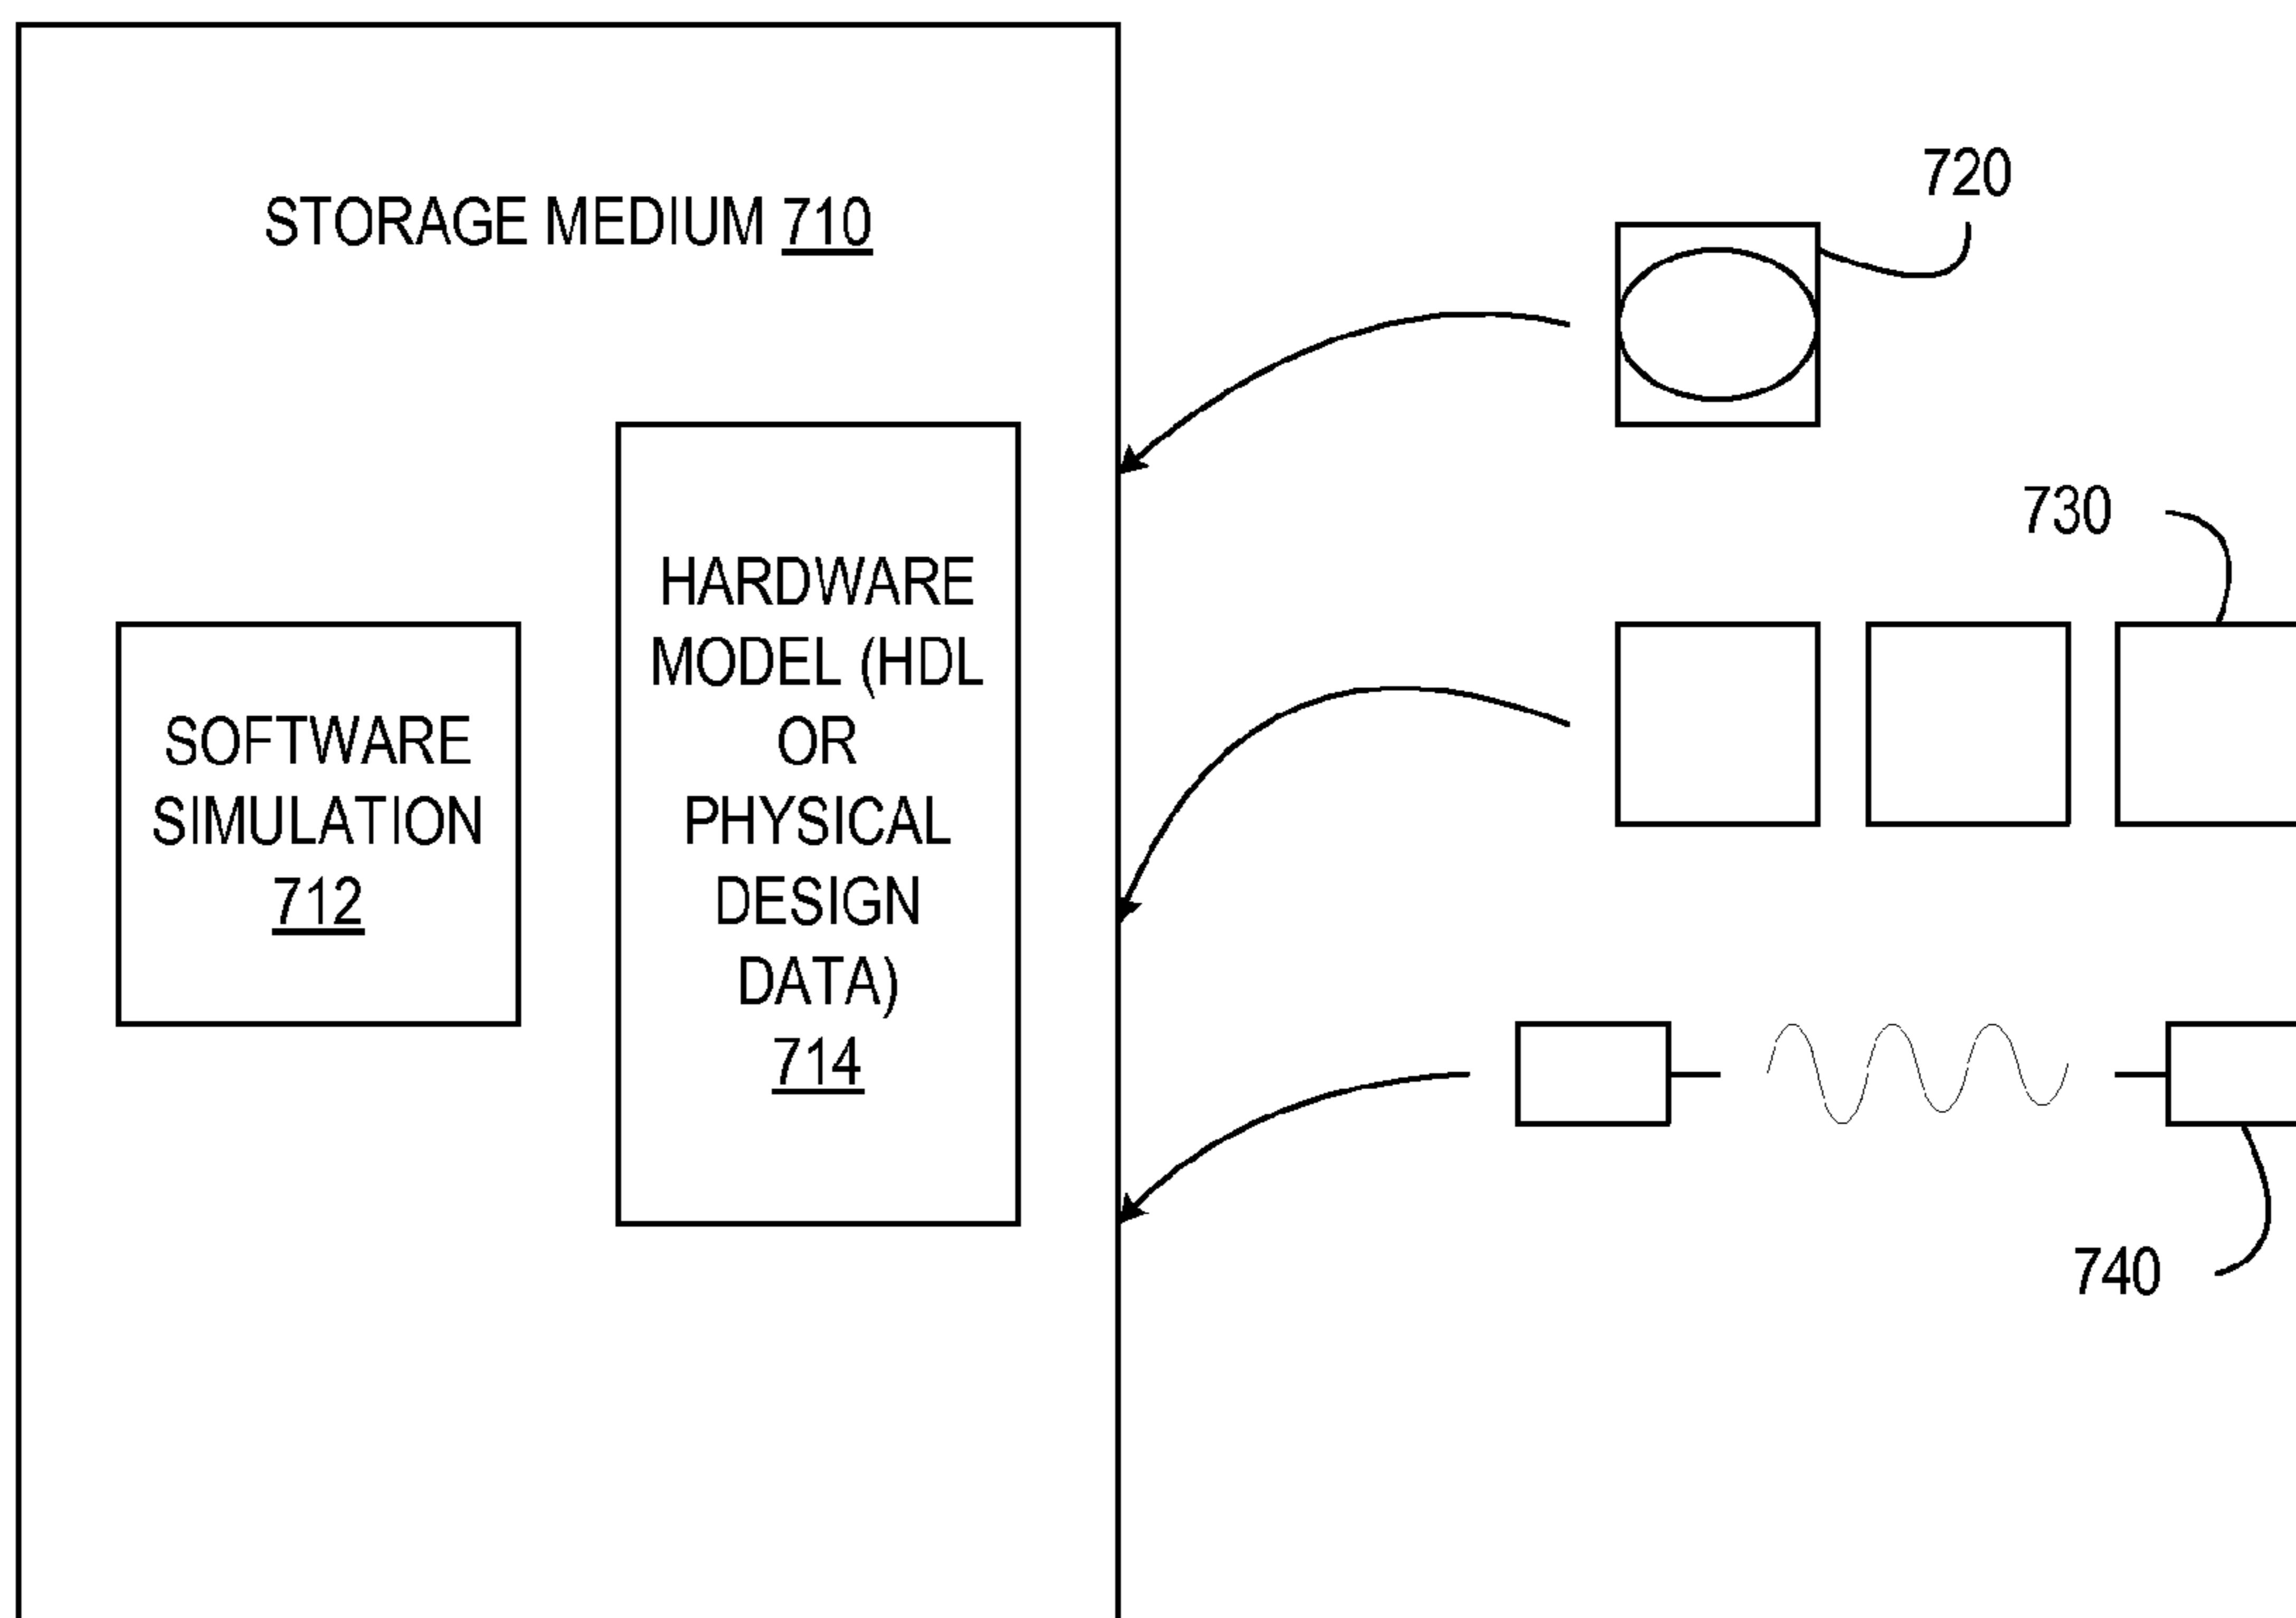 STORAGE MEDIUM 710
SOFTWARE
SIMULATION
712
HARDWARE
MODEL (HDL
OR
PHYSICAL
DESIGN
DATA)
714
720
730
740